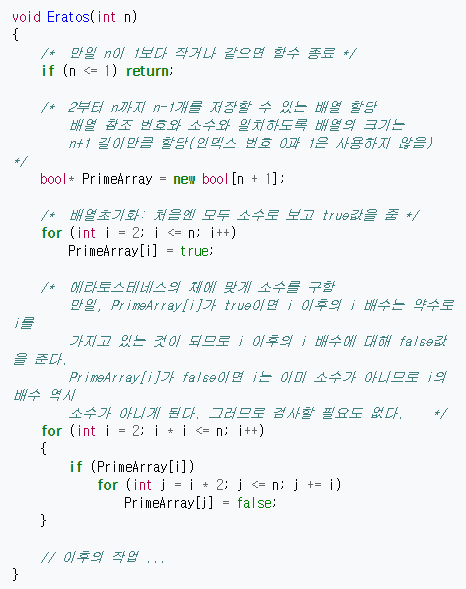 void Eratos(int n)
{
    /*  만일 n이 1보다 작거나 같으면 함수 종료 */
    if (n <= 1) return;

    /*  2부터 n까지 n-1개를 저장할 수 있는 배열 할당
        배열 참조 번호와 소수와 일치하도록 배열의 크기는
        n+1 길이만큼 할당(인덱스 번호 0과 1은 사용하지 않음)
*/
    bool* PrimeArray = new bool[n + 1];

    /*  배열초기화: 처음엔 모두 소수로 보고 true값을 줌 */
    for (int i = 2; i <= n; i++)
        PrimeArray[i] = true;

    /*  에라토스테네스의 체에 맞게 소수를 구함
        만일, PrimeArray[i]가 true이면 i 이후의 i 배수는 약수로
i를
        가지고 있는 것이 되므로 i 이후의 i 배수에 대해 false값
을 준다.
        PrimeArray[i]가 false이면 i는 이미 소수가 아니므로 i의
배수 역시
        소수가 아니게 된다. 그러므로 검사할 필요도 없다.    */
    for (int i = 2; i * i <= n; i++)
    {
        if (PrimeArray[i])
            for (int j = i * 2; j <= n; j += i)
                PrimeArray[j] = false;
    }

    // 이후의 작업 ...
}